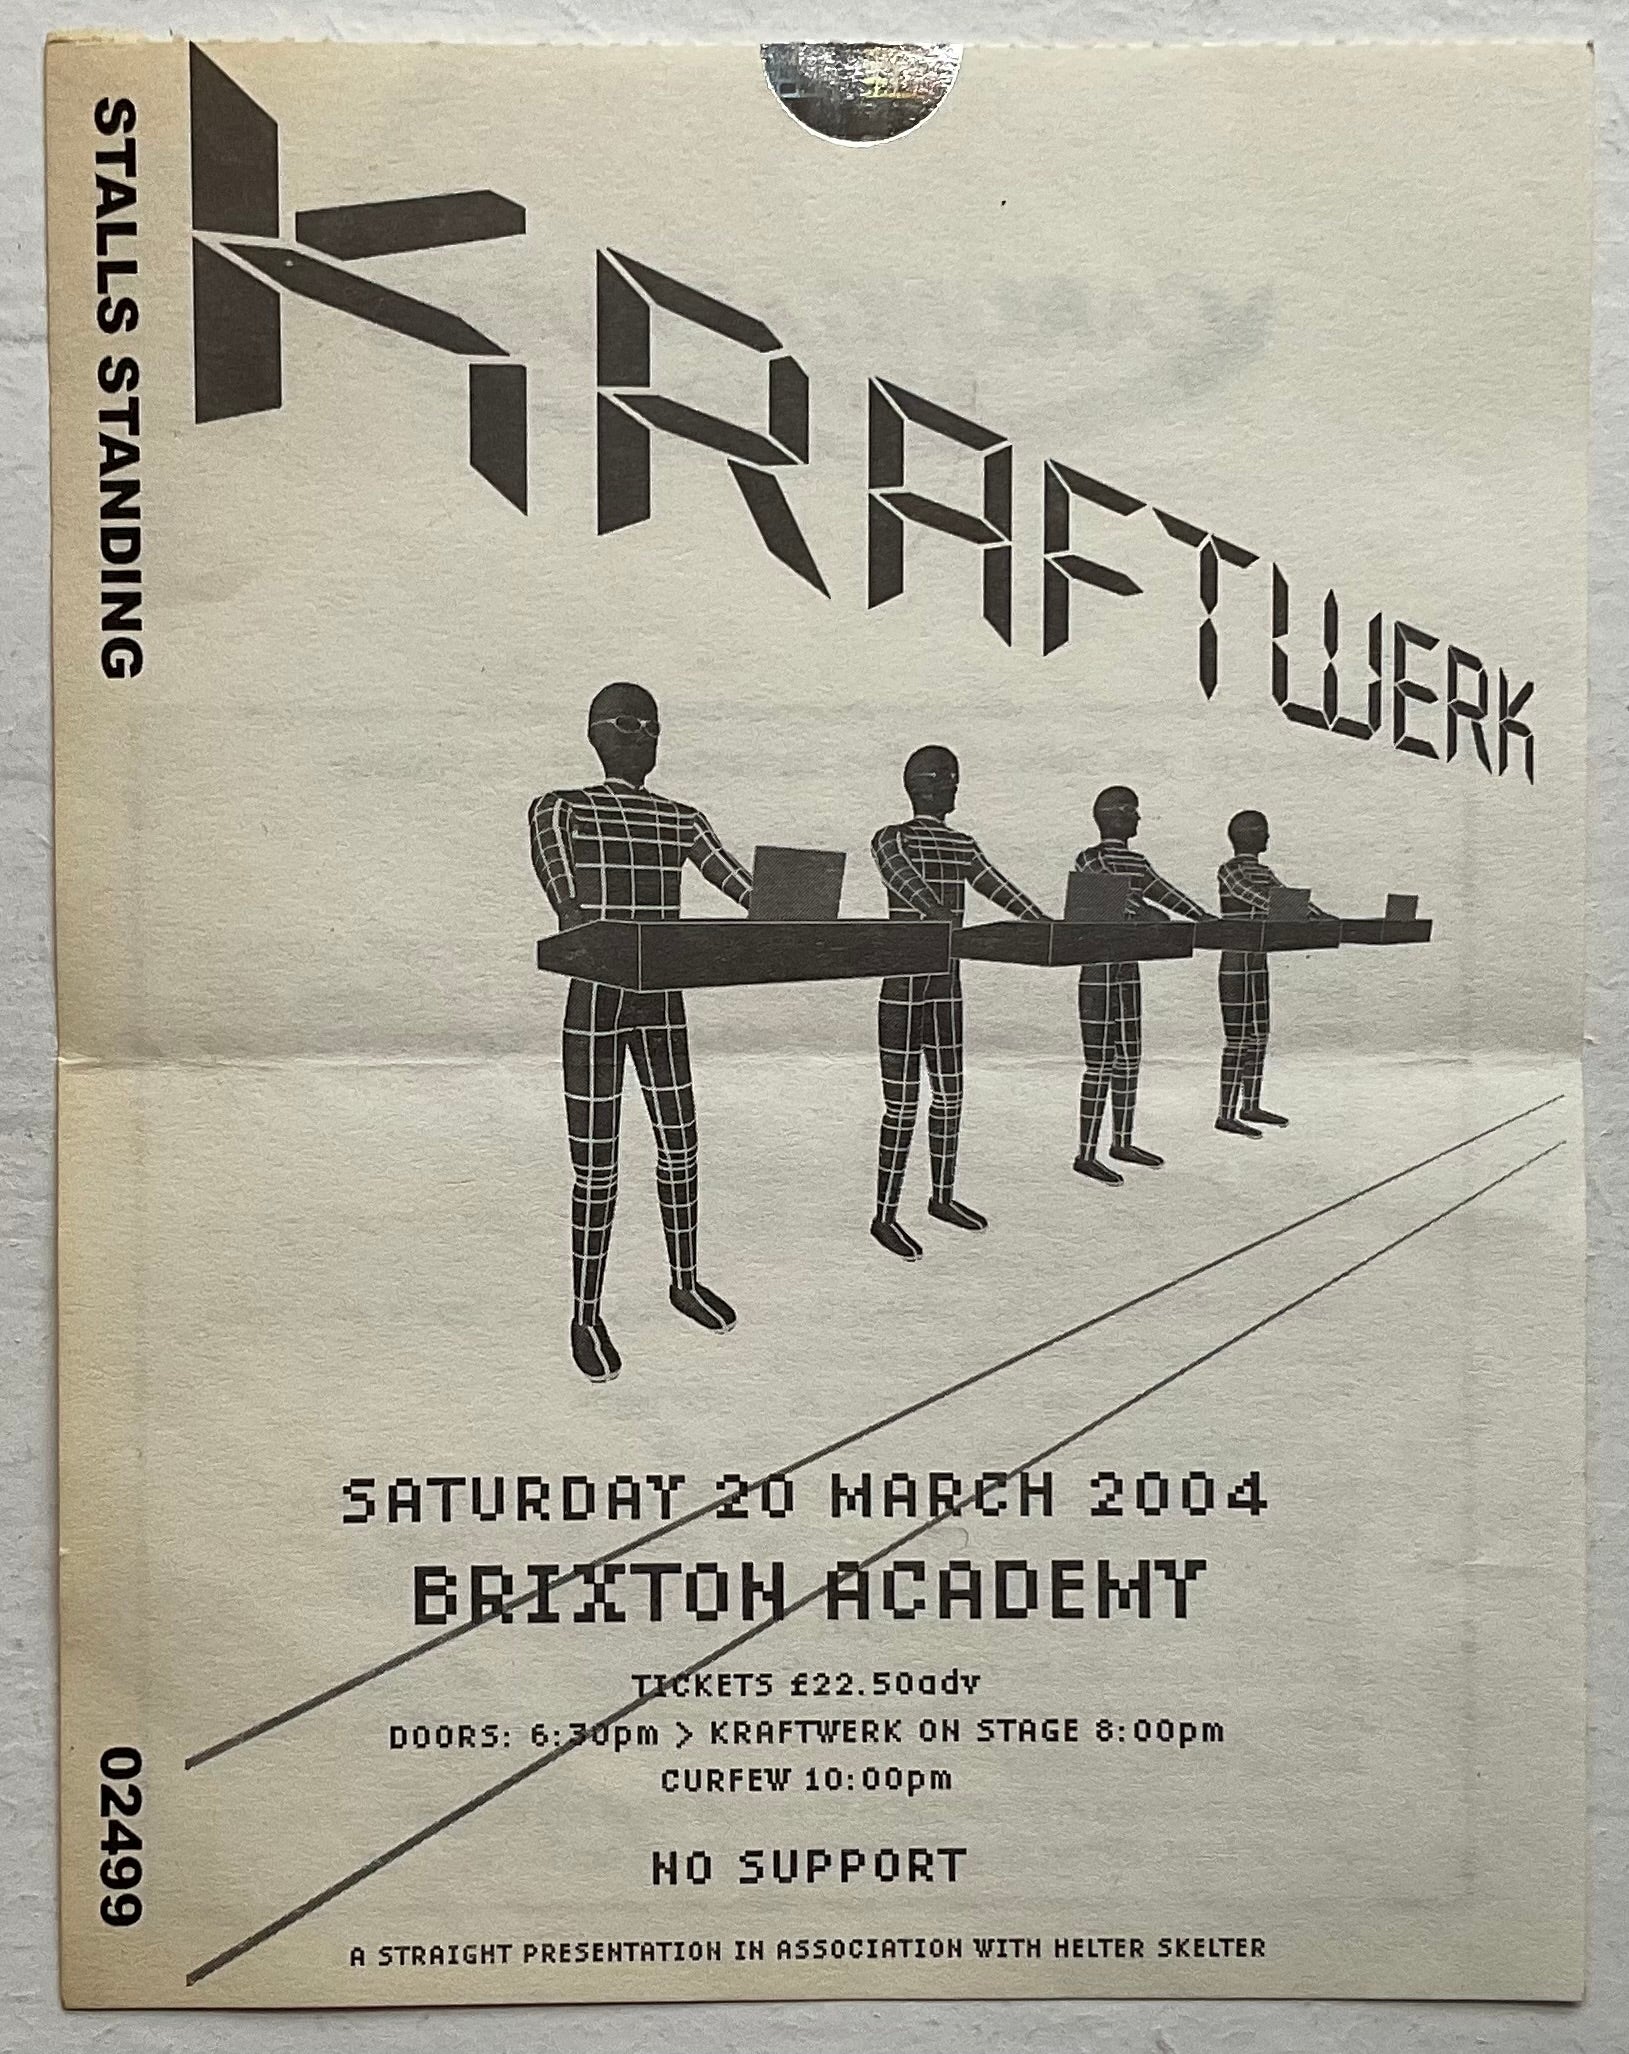 STALLS STANDING
KRAFTWERK
SATURDAY 20 MARCH 2004
BRIXTON ACADEMY
TICKETS £22.50adv
DOORS: 6:30pm > KRAFTWERK ON STAGE 8:00pm
CURFEW 10:00pm
NO SUPPORT
A STRAIGHT PRESENTATION IN ASSOCIATION WITH HELTER SKELTER
02499